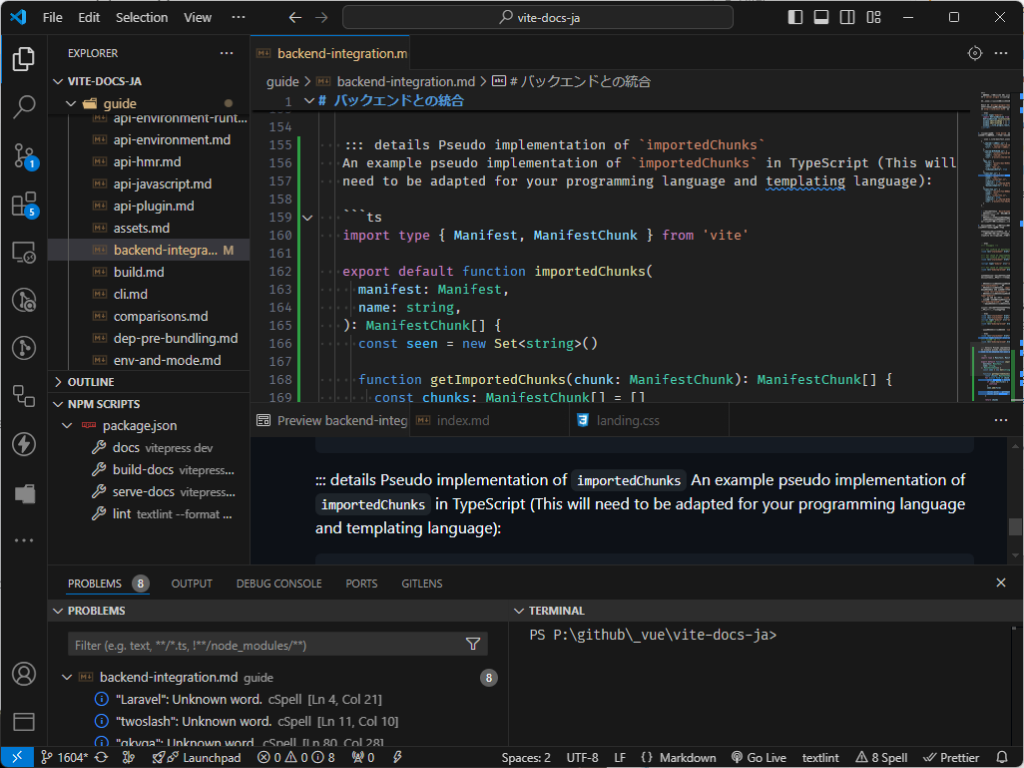 File Edit Selection View ··· vite-docs-ja
EXPLORER ···
VITE-DOCS-JA
guide
api-environment-runt...
api-environment.md
api-hmr.md
api-javascript.md
api-plugin.md
assets.md
backend-integra... M
build.md
cli.md
comparisons.md
dep-pre-bundling.md
env-and-mode.md
OUTLINE
NPM SCRIPTS
package.json
docs vitepress dev
build-docs vitepress...
serve-docs vitepress...
lint textlint --format ...
1
5
backend-integration.m
guide > backend-integration.md > # バックエンドとの統合
1 # バックエンドとの統合
154
155 ::: details Pseudo implementation of `importedChunks`
156 An example pseudo implementation of `importedChunks` in TypeScript (This will
157 need to be adapted for your programming language and templating language):
158
159 ```ts
160 import type { Manifest, ManifestChunk } from 'vite'
161
162 export default function importedChunks(
163 manifest: Manifest,
164 name: string,
165 ): ManifestChunk[] {
166 const seen = new Set<string>()
167
168 function getImportedChunks(chunk: ManifestChunk): ManifestChunk[] {
169 const chunks: ManifestChunk[] = []
Preview backend-integ index.md landing.css ···
::: details Pseudo implementation of importedChunks An example pseudo implementation of
importedChunks in TypeScript (This will need to be adapted for your programming language
and templating language):
PROBLEMS 8 OUTPUT DEBUG CONSOLE PORTS GITLENS
PROBLEMS
Filter (e.g. text, **/*.ts, !**/node_modules/**)
backend-integration.md guide 8
"Laravel": Unknown word. cSpell [Ln 4, Col 21]
"twoslash": Unknown word. cSpell [Ln 11, Col 10]
Unknown word. cSpell [Ln 80, Col 28]
TERMINAL
PS P:\github\_vue\vite-docs-ja>
1604* Launchpad 0 0 8 0 Spaces: 2 UTF-8 LF {} Markdown Go Live textlint 8 Spell Prettier